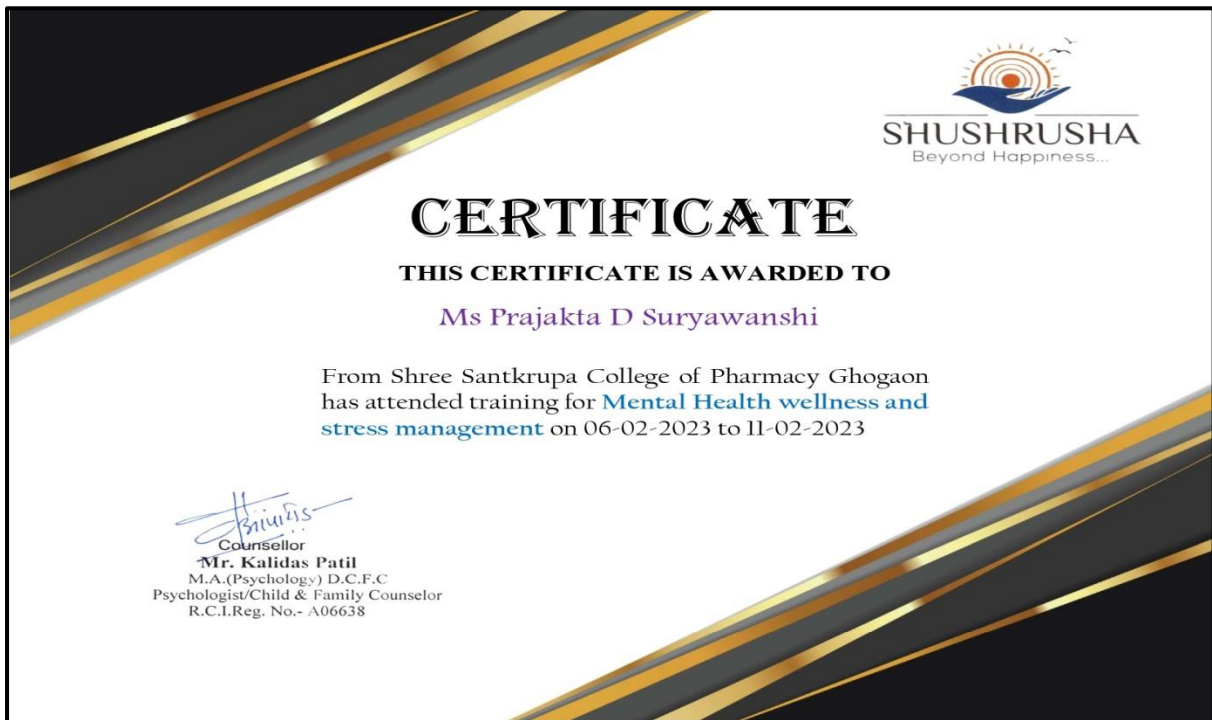 SHUSHRUSHA
Beyond Happiness...
CERTIFICATE
THIS CERTIFICATE IS AWARDED TO
Ms Prajakta D Suryawanshi
From Shree Santkrupa College of Pharmacy Ghogaon
has attended training for Mental Health wellness and
stress management on 06-02-2023 to 11-02-2023
Counsellor
Mr. Kalidas Patil
M.A.(Psychology) D.C.F.C
Psychologist/Child & Family Counselor
R.C.I.Reg. No.- A06638